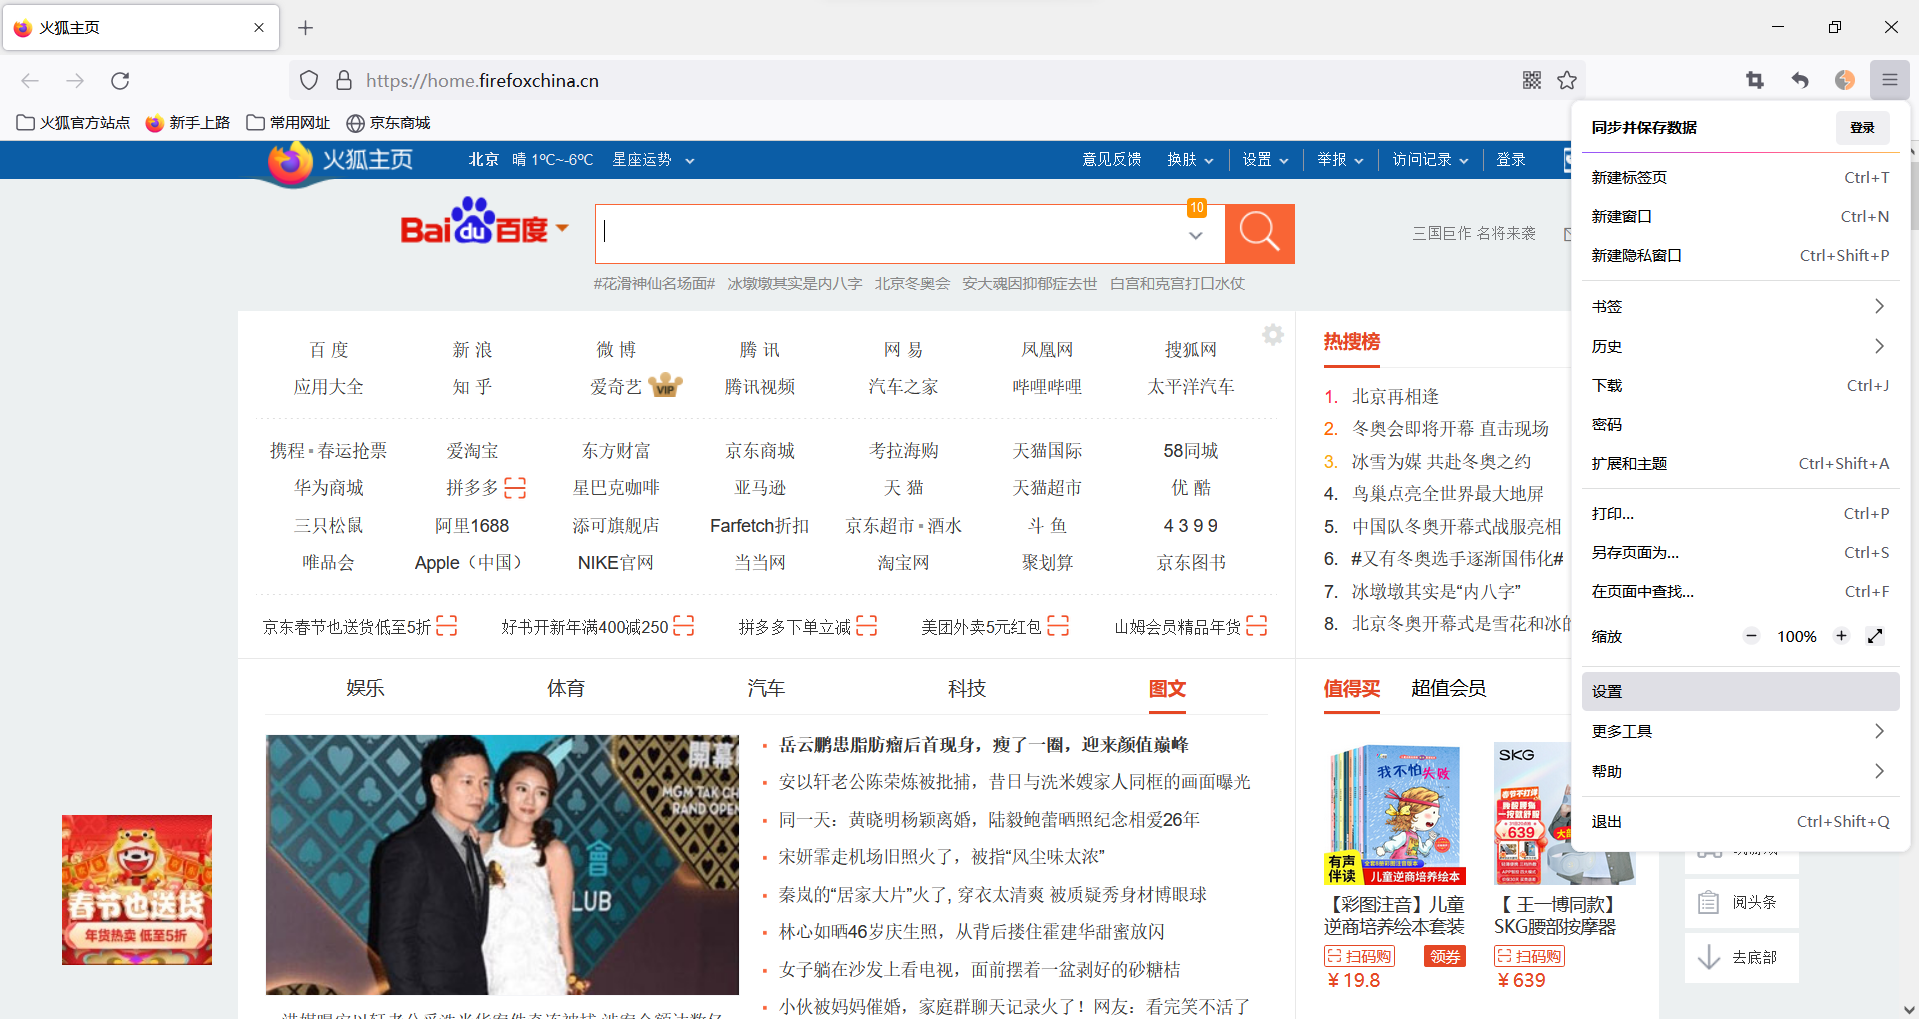 火狐主页
https://home.firefoxchina.cn
火狐官方站点 新手上路 常用网址 京东商城
火狐主页 北京 晴 1℃~-6℃ 星座运势 意见反馈 换肤 设置 举报 访问记录 登录
Bai du 百度
10
三国巨作 名将来袭
#花滑神仙名场面# 冰墩墩其实是内八字 北京冬奥会 安大魂因抑郁症去世 白宫和克宫打口水仗
百 度 新 浪 微 博 腾 讯 网 易 凤凰网 搜狐网
应用大全 知 乎 爱奇艺 VIP 腾讯视频 汽车之家 哔哩哔哩 太平洋汽车
携程▪春运抢票 爱淘宝 东方财富 京东商城 考拉海购 天猫国际 58同城
华为商城 拼多多 星巴克咖啡 亚马逊 天 猫 天猫超市 优 酷
三只松鼠 阿里1688 添可旗舰店 Farfetch折扣 京东超市▪酒水 斗 鱼 4 3 9 9
唯品会 Apple（中国） NIKE官网 当当网 淘宝网 聚划算 京东图书
京东春节也送货低至5折 好书开新年满400减250 拼多多下单立减 美团外卖5元红包 山姆会员精品年货
热搜榜
1. 北京再相逢
2. 冬奥会即将开幕 直击现场
3. 冰雪为媒 共赴冬奥之约
4. 鸟巢点亮全世界最大地屏
5. 中国队冬奥开幕式战服亮相
6. #又有冬奥选手逐渐国伟化#
7. 冰墩墩其实是“内八字”
8. 北京冬奥开幕式是雪花和冰的
娱乐 体育 汽车 科技 图文
開幕
MGM TAK CH
RAND OPEN
會
LUB
岳云鹏患脂肪瘤后首现身，瘦了一圈，迎来颜值巅峰
安以轩老公陈荣炼被批捕，昔日与洗米嫂家人同框的画面曝光
同一天：黄晓明杨颖离婚，陆毅鲍蕾晒照纪念相爱26年
宋妍霏走机场旧照火了，被指“风尘味太浓”
秦岚的“居家大片”火了, 穿衣太清爽 被质疑秀身材博眼球
林心如晒46岁庆生照，从背后搂住霍建华甜蜜放闪
女子躺在沙发上看电视，面前摆着一盆剥好的砂糖桔
小伙被妈妈催婚，家庭群聊天记录火了！网友：看完笑不活了
值得买 超值会员
我不怕失败
有声
伴读
儿童逆商培养绘本
【彩图注音】儿童
逆商培养绘本套装
扫码购 领券
¥ 19.8
SKG
春节不打烊
639
【 王一博同款】
SKG腰部按摩器
扫码购
¥ 639
春节也送货
年货热卖 低至5折
阅头条
去底部
同步并保存数据 登录
新建标签页 Ctrl+T
新建窗口 Ctrl+N
新建隐私窗口 Ctrl+Shift+P
书签
历史
下载 Ctrl+J
密码
扩展和主题 Ctrl+Shift+A
打印... Ctrl+P
另存页面为... Ctrl+S
在页面中查找... Ctrl+F
缩放 − 100% +
设置
更多工具
帮助
退出 Ctrl+Shift+Q